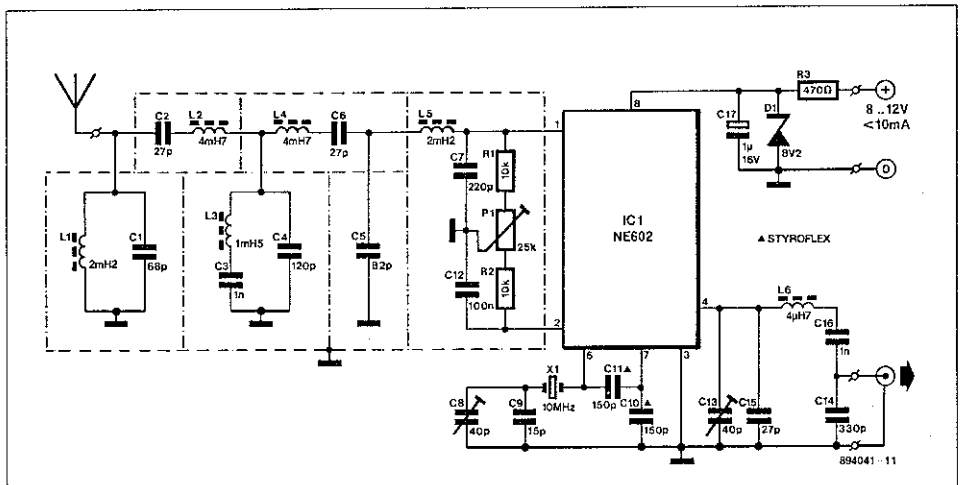 R3
470Ω
+
8 .. 12V
<10mA
0
C17
1µ
16V
D1
8V2
8
C2
27p
L2
4mH7
L4
4mH7
C6
27p
L5
2mH2
1
C7
220p
R1
10k
P1
25k
C12
100n
R2
10k
2
IC1
NE602
▲ STYROFLEX
L1
2mH2
C1
68p
L3
1mH5
C3
1n
C4
120p
C5
82p
4
L6
4µH7
C16
1n
6
7
3
X1
10MHz
C11▲
150p
C10▲
150p
C8
40p
C9
15p
C13
40p
C15
27p
C14
330p
894041 - 11